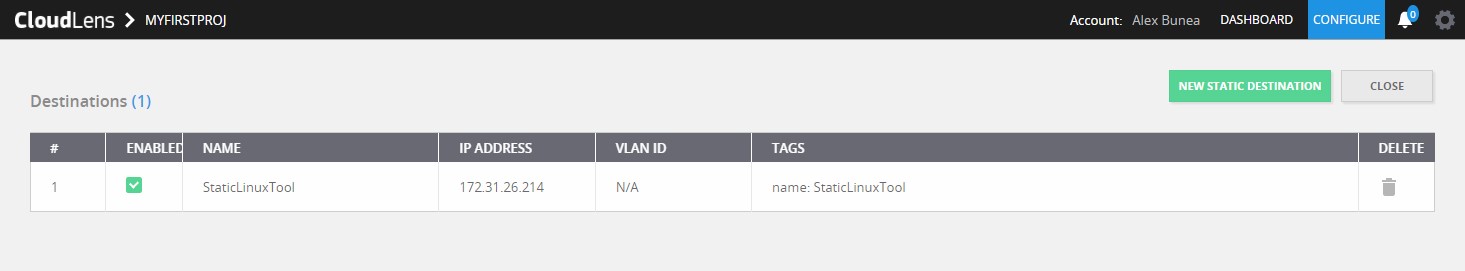 CloudLens > MYFIRSTPROJ Account: Alex Bunea DASHBOARD CONFIGURE 0
Destinations (1) NEW STATIC DESTINATION CLOSE
# ENABLED NAME IP ADDRESS VLAN ID TAGS DELETE
1 StaticLinuxTool 172.31.26.214 N/A name: StaticLinuxTool